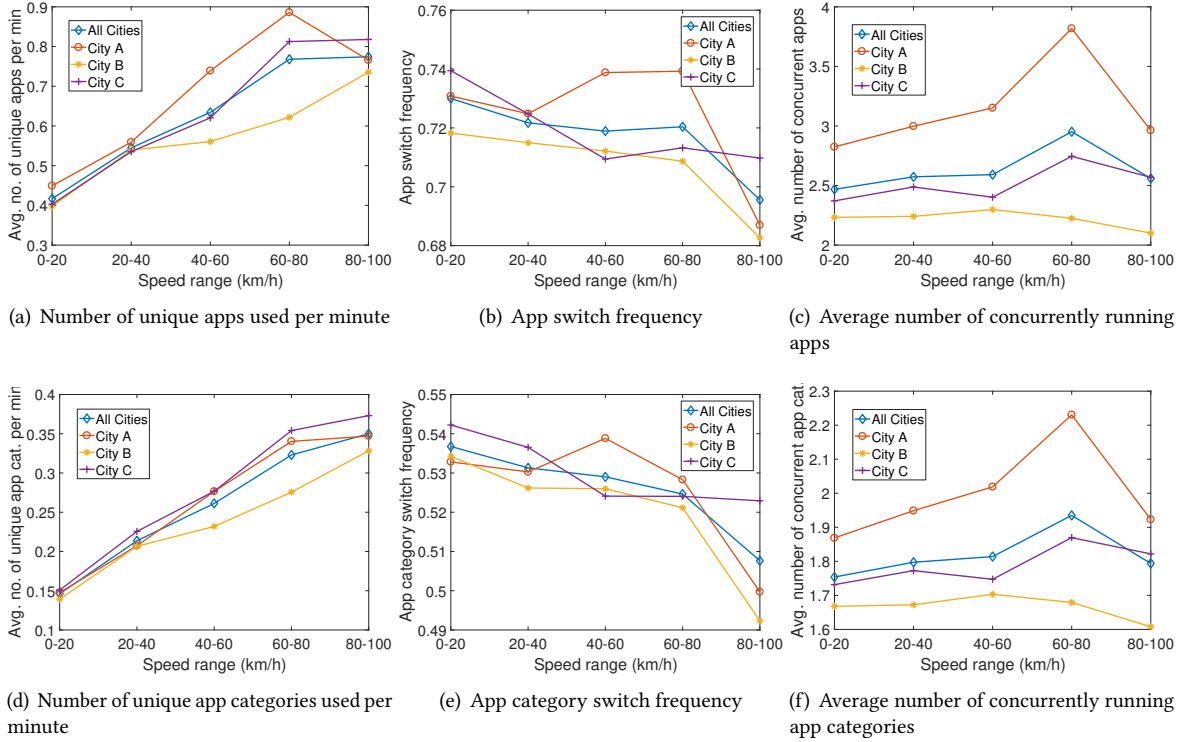 Avg. no. of unique apps per min
0.9
0.8
0.7
0.6
0.5
0.4
0.3
All Cities
City A
City B
City C
0-20 20-40 40-60 60-80 80-100
Speed range (km/h)
(a) Number of unique apps used per minute
App switch frequency
0.76
0.74
0.72
0.7
0.68
All Cities
City A
City B
City C
0-20 20-40 40-60 60-80 80-100
Speed range (km/h)
(b) App switch frequency
Avg. number of concurrent apps
4
3.5
3
2.5
2
All Cities
City A
City B
City C
0-20 20-40 40-60 60-80 80-100
Speed range (km/h)
(c) Average number of concurrently running
apps
Avg. no. of unique app cat. per min
0.4
0.35
0.3
0.25
0.2
0.15
0.1
All Cities
City A
City B
City C
0-20 20-40 40-60 60-80 80-100
Speed range (km/h)
(d) Number of unique app categories used per
minute
App category switch frequency
0.55
0.54
0.53
0.52
0.51
0.5
0.49
All Cities
City A
City B
City C
0-20 20-40 40-60 60-80 80-100
Speed range (km/h)
(e) App category switch frequency
Avg. number of concurrent app cat.
2.3
2.2
2.1
2
1.9
1.8
1.7
1.6
All Cities
City A
City B
City C
0-20 20-40 40-60 60-80 80-100
Speed range (km/h)
(f) Average number of concurrently running
app categories